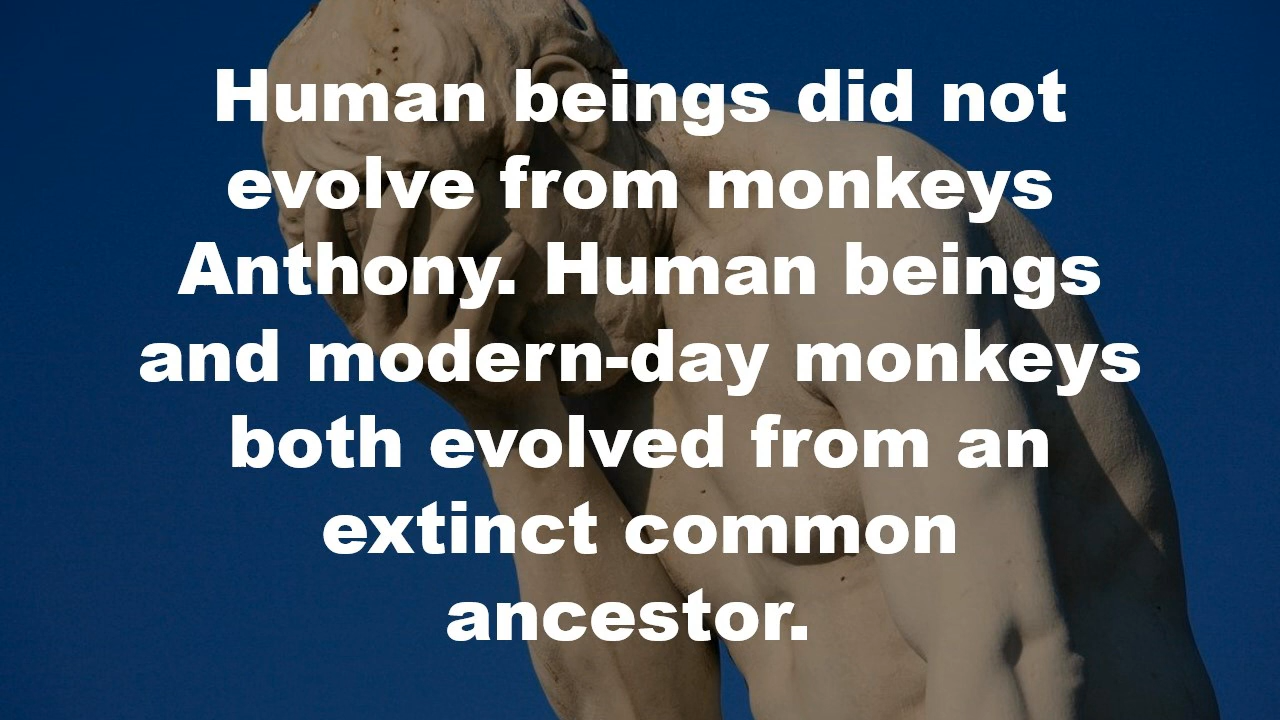 Human beings did not
evolve from monkeys
Anthony. Human beings
and modern-day monkeys
both evolved from an
extinct common
ancestor.